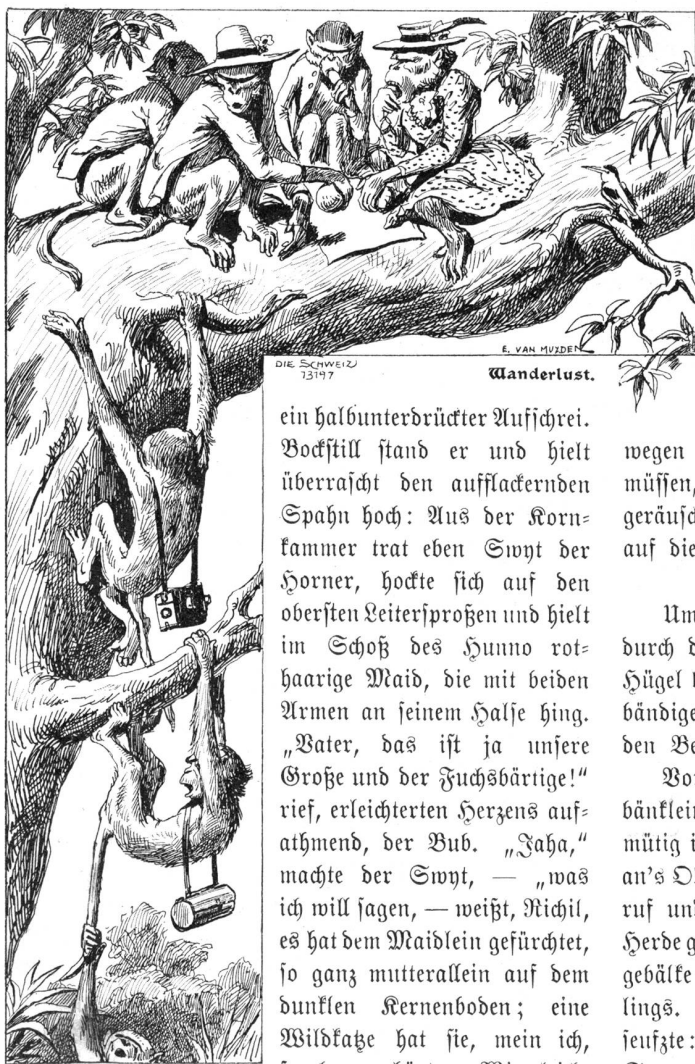 E. VAN MUYDEN
DIE SCHWEIZ
13197
Wanderlust.
ein halbunterdrückter Aufschrei.
Bockstill stand er und hielt
überrascht den aufflackernden
Spahn hoch: Aus der Korn-
kammer trat eben Swyt der
Horner, hockte sich auf den
obersten Leitersproßen und hielt
im Schoß des Hunno rot-
haarige Maid, die mit beiden
Armen an seinem Halse hing.
„Vater, das ist ja unsere
Große und der Fuchsbärtige!“
rief, erleichterten Herzens auf-
athmend, der Bub. „Jaha,“
machte der Swyt, — „was
ich will sagen, — weißt, Richil,
es hat dem Maidlein gefürchtet,
so ganz mutterallein auf dem
dunklen Kernenboden; eine
Wildkatze hat sie, mein ich,
wegen
müssen,
geräusch
auf die
Um
durch d
Hügel
bändige
den Be
Vor
bänklein
mütig i
an's O
ruf un
Herde g
gebälke
lings.
seufzte: